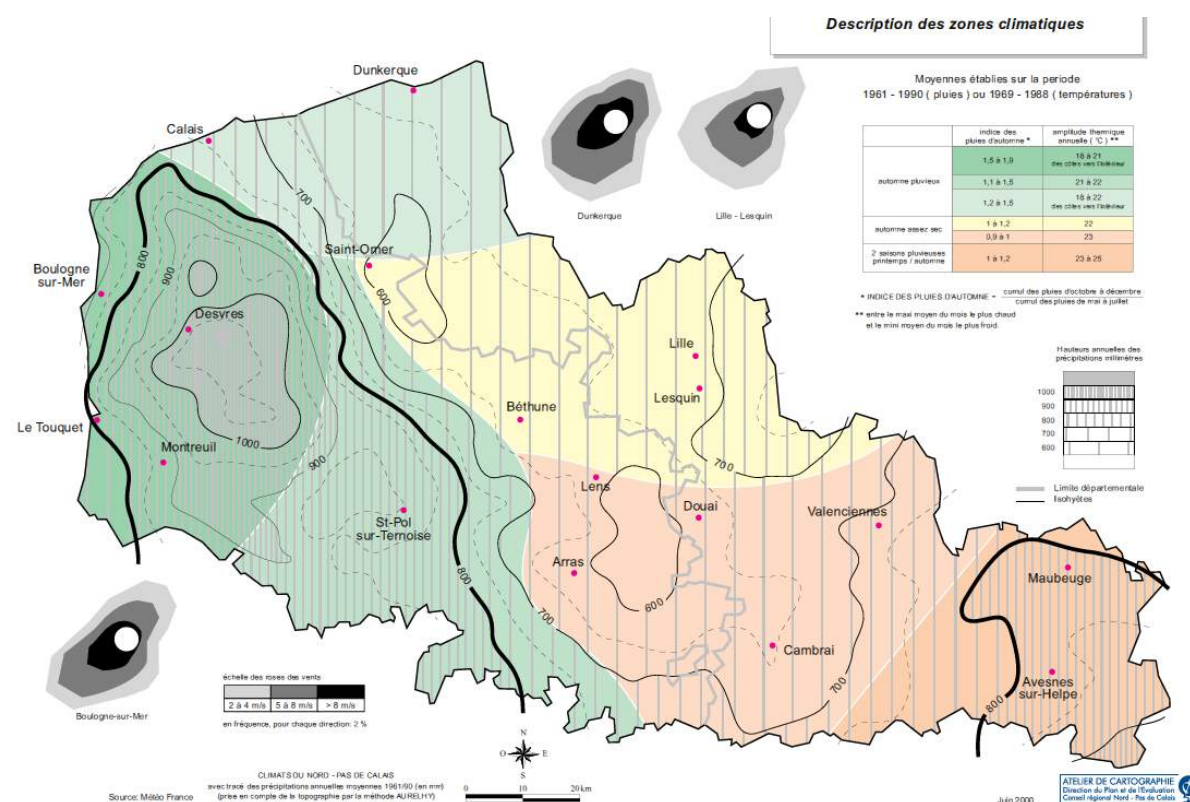 Description des zones climatiques
Moyennes établies sur la periode
1961 - 1990 ( pluies ) ou 1969 - 1988 ( températures )
indice des
pluies d'automne *
amplitude thermique
annuelle ( °C ) **
automne pluvieux
1,5 à 1,9
18 à 21
des côtes vers l'intérieur
1,1 à 1,5
21 à 22
1,2 à 1,5
18 à 22
des côtes vers l'intérieur
automne assez sec
1 à 1,2
22
0,9 à 1
23
2 saisons pluvieuses
printemps / automne
1 à 1,2
23 à 25
* INDICE DES PLUIES D'AUTOMNE =
cumul des pluies d'octobre à décembre
cumul des pluies de mai à juillet
** entre le maxi moyen du mois le plus chaud
et le mini moyen du mois le plus froid.
Hauteurs annuelles des
précipitations millimètres
1000
900
800
700
600
Limite départementale
Isohyètes
Dunkerque
Calais
Saint-Omer
Boulogne
sur-Mer
Desvres
Le Touquet
Montreuil
St-Pol
sur-Ternoise
Lille
Lesquin
Béthune
Lens
Douai
Valenciennes
Arras
Cambrai
Maubeuge
Avesnes
sur-Helpe
700
800
900
600
1000
900
700
800
700
600
700
800
Dunkerque
Lille - Lesquin
Boulogne-sur-Mer
échelle des roses des vents
2 à 4 m/s
5 à 8 m/s
> 8 m/s
en fréquence, pour chaque direction: 2 %
N
O
E
S
0
10
20 km
CLIMATS DU NORD - PAS DE CALAIS
avec tracé des précipitations annuelles moyennes 1961/90 (en mm)
(prise en compte de la topographie par la méthode AURELHY)
Source: Météo France
Juin 2000
ATELIER DE CARTOGRAPHIE
Direction du Plan et de l'Evaluation
Conseil régional Nord - Pas de Calais